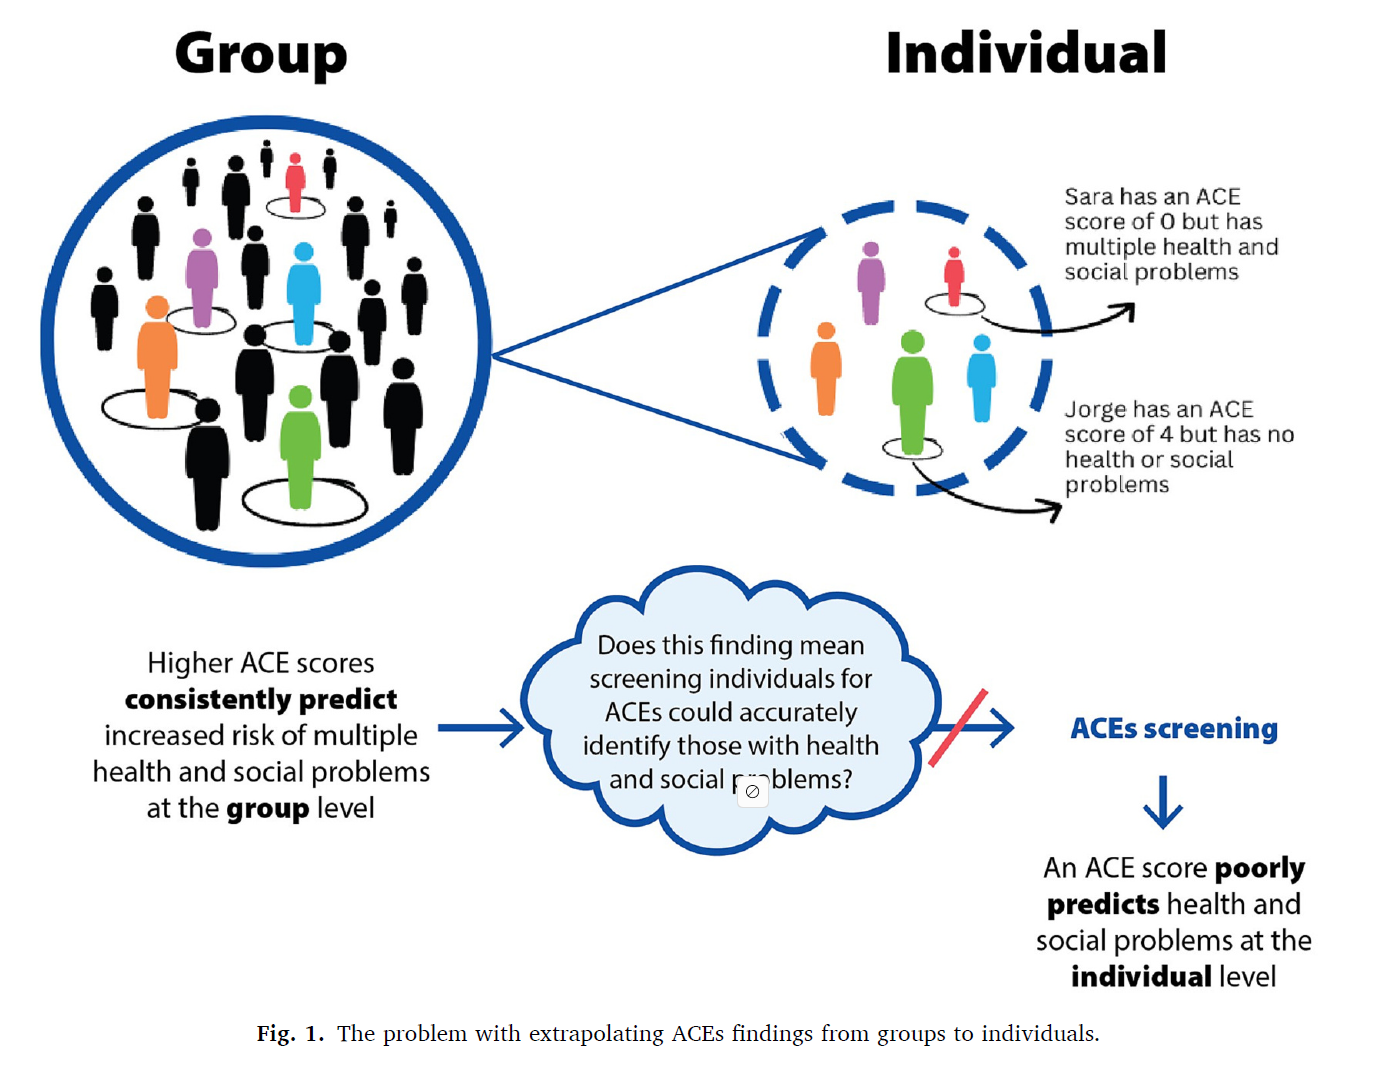 Group
Individual
Sara has an ACE
score of 0 but has
multiple health and
social problems
Jorge has an ACE
score of 4 but has no
health or social
problems
Higher ACE scores
consistently predict
increased risk of multiple
health and social problems
at the group level
Does this finding mean
screening individuals for
ACEs could accurately
identify those with health
and social problems?
ACEs screening
An ACE score poorly
predicts health and
social problems at the
individual level
Fig. 1. The problem with extrapolating ACEs findings from groups to individuals.